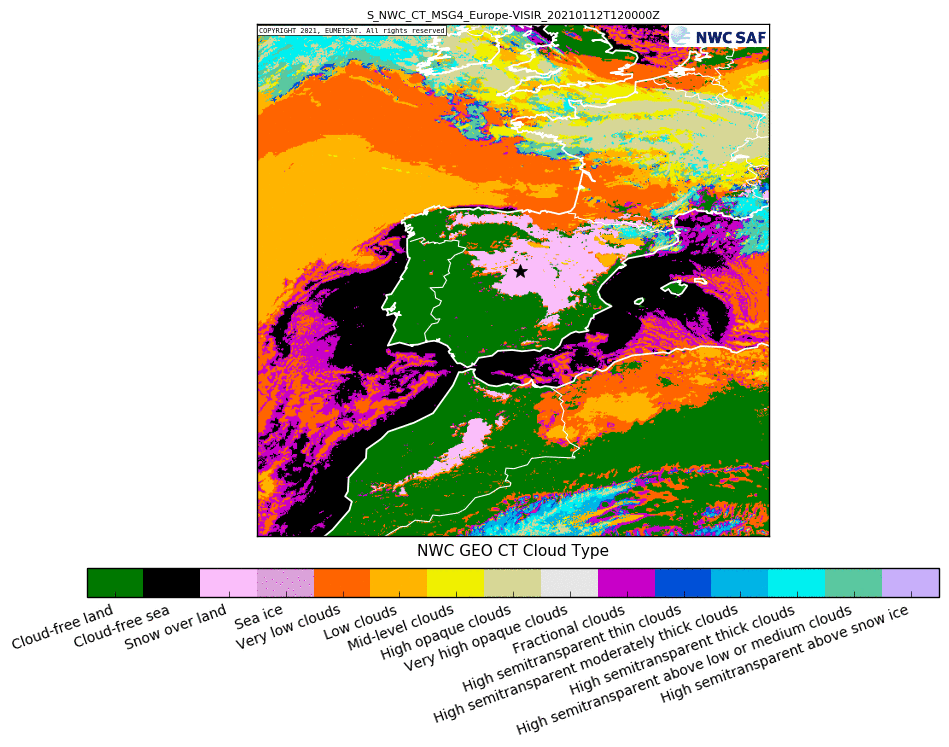 S_NWC_CT_MSG4_Europe-VISIR_20210112T120000Z
COPYRIGHT 2021, EUMETSAT. All rights reserved
NWC SAF
NWC GEO CT Cloud Type
Cloud-free land
Cloud-free sea
Snow over land
Sea ice
Very low clouds
Low clouds
Mid-level clouds
High opaque clouds
Very high opaque clouds
Fractional clouds
High semitransparent thin clouds
High semitransparent moderately thick clouds
High semitransparent thick clouds
High semitransparent above low or medium clouds
High semitransparent above snow ice